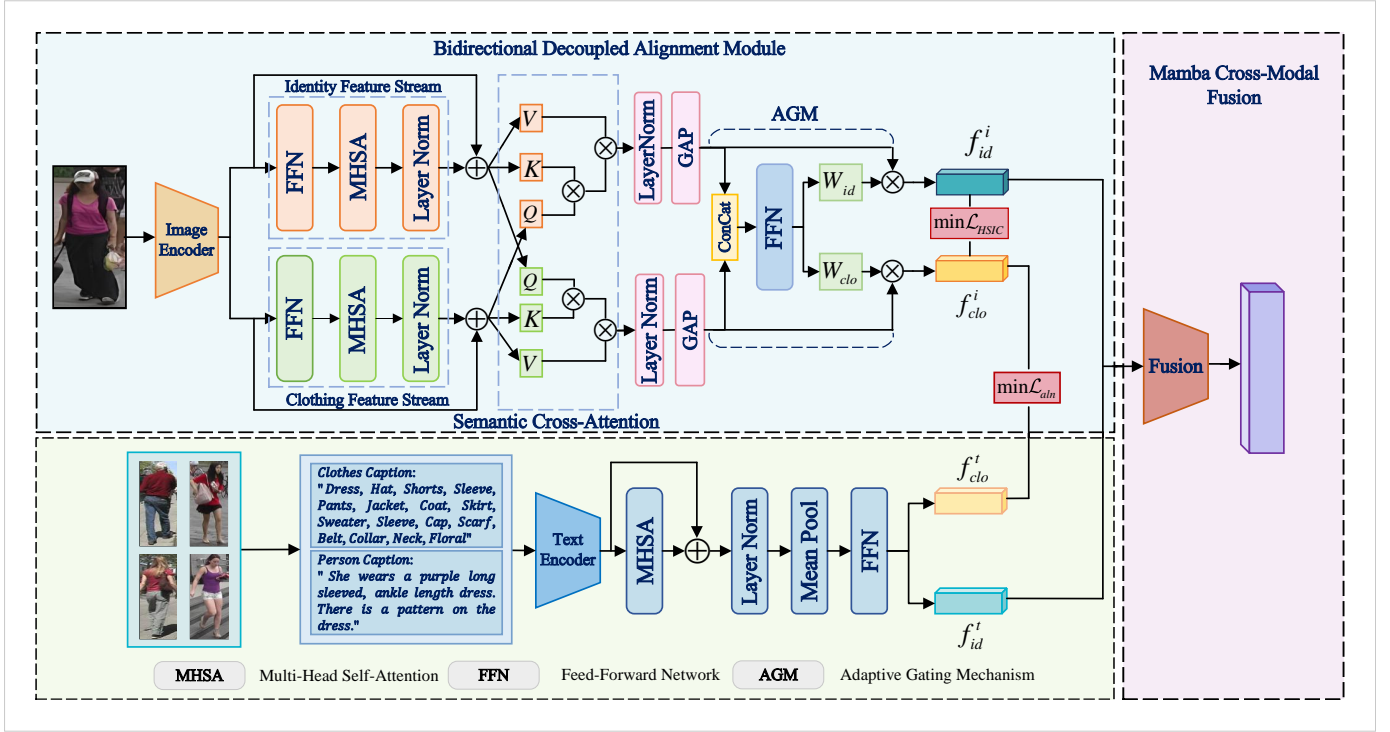 Bidirectional Decoupled Alignment Module
Mamba Cross-Modal
Fusion
Identity Feature Stream
FFN
MHSA
Layer Norm
V
K
Q
LayerNorm
GAP
AGM
ConCat
FFN
W_id
W_clo
f^i_id
min L_HSIC
f^i_clo
Image
Encoder
FFN
MHSA
Layer Norm
Q
K
V
Layer Norm
GAP
Clothing Feature Stream
Semantic Cross-Attention
min L_aln
Fusion
Clothes Caption:
"Dress, Hat, Shorts, Sleeve,
Pants, Jacket, Coat, Skirt,
Sweater, Sleeve, Cap, Scarf,
Belt, Collar, Neck, Floral"
Person Caption:
" She wears a purple long
sleeved, ankle length dress.
There is a pattern on the
dress."
Text
Encoder
MHSA
Layer Norm
Mean Pool
FFN
f^t_clo
f^t_id
MHSA Multi-Head Self-Attention FFN Feed-Forward Network AGM Adaptive Gating Mechanism